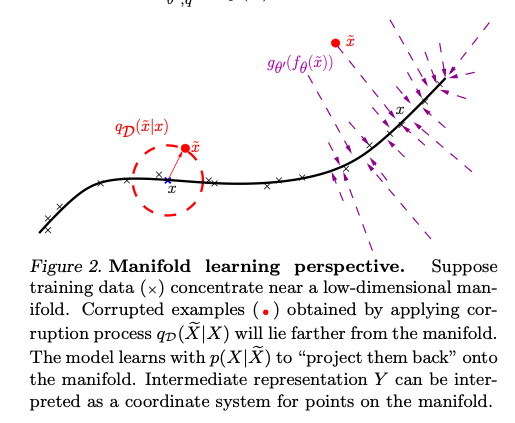 x̃
g_θ′(f_θ(x̃))
x
q_𝒟(x̃|x)
x̃
x
Figure 2. Manifold learning perspective. Suppose
training data (×) concentrate near a low-dimensional man-
ifold. Corrupted examples (•) obtained by applying cor-
ruption process q_𝒟(X̃|X) will lie farther from the manifold.
The model learns with p(X|X̃) to “project them back” onto
the manifold. Intermediate representation Y can be inter-
preted as a coordinate system for points on the manifold.